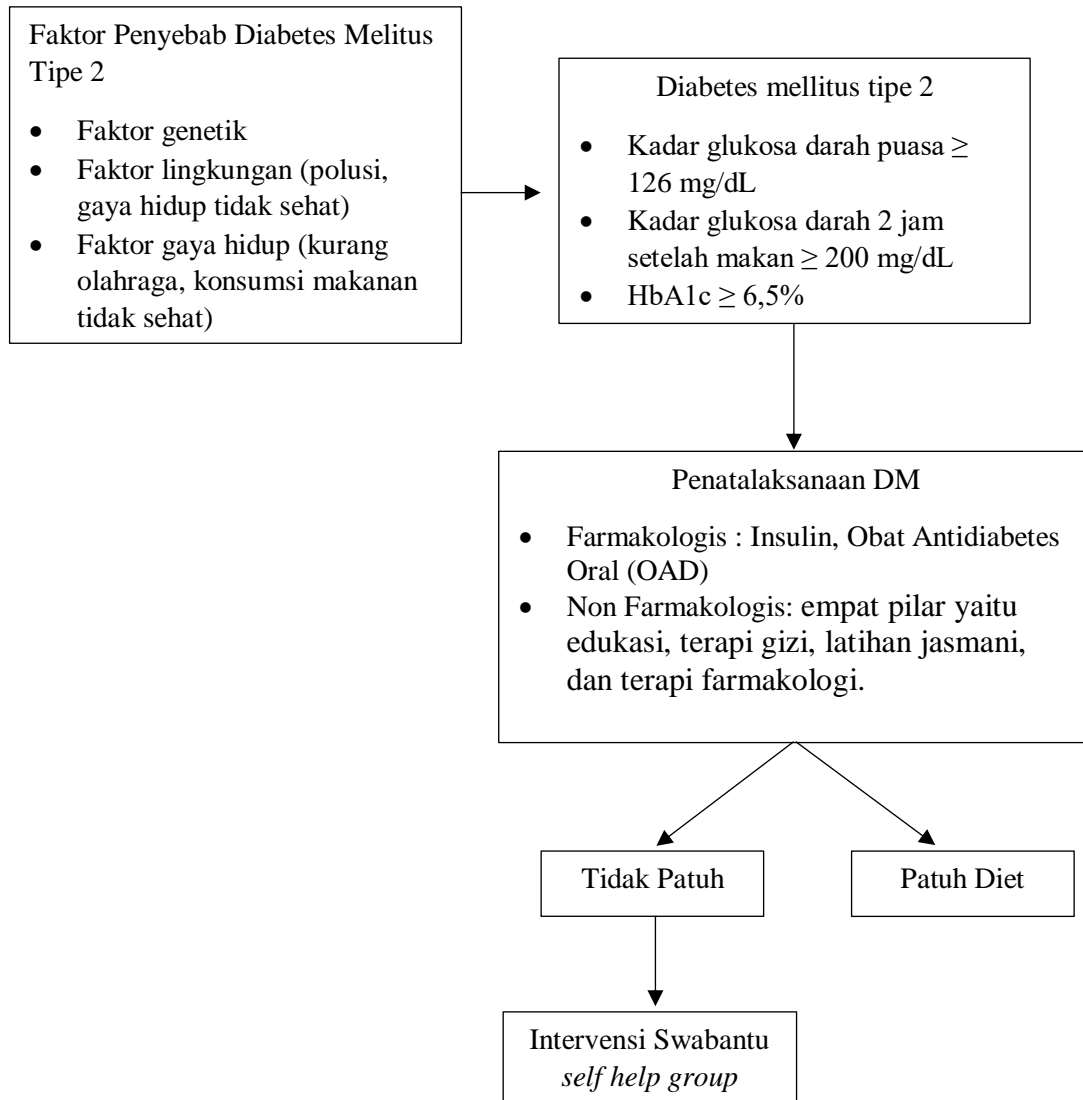 Faktor Penyebab Diabetes Melitus
Tipe 2
• Faktor genetik
• Faktor lingkungan (polusi,
gaya hidup tidak sehat)
• Faktor gaya hidup (kurang
olahraga, konsumsi makanan
tidak sehat)
Diabetes mellitus tipe 2
• Kadar glukosa darah puasa ≥
126 mg/dL
• Kadar glukosa darah 2 jam
setelah makan ≥ 200 mg/dL
• HbA1c ≥ 6,5%
Penatalaksanaan DM
• Farmakologis : Insulin, Obat Antidiabetes
Oral (OAD)
• Non Farmakologis: empat pilar yaitu
edukasi, terapi gizi, latihan jasmani,
dan terapi farmakologi.
Tidak Patuh
Patuh Diet
Intervensi Swabantu
self help group